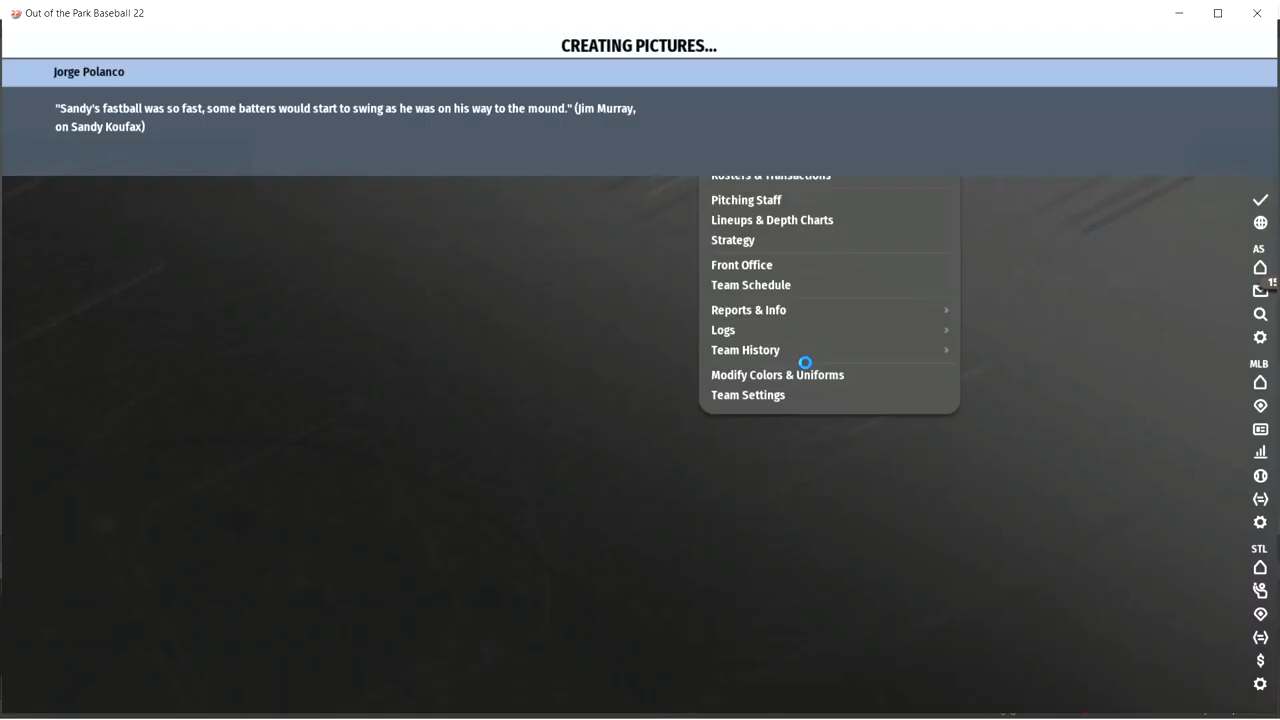 Out of the Park Baseball 22
CREATING PICTURES...
Jorge Polanco
"Sandy's fastball was so fast, some batters would start to swing as he was on his way to the mound." (Jim Murray,
on Sandy Koufax)
Rosters & Transactions
Pitching Staff
Lineups & Depth Charts
Strategy
Front Office
Team Schedule
Reports & Info
Logs
Team History
Modify Colors & Uniforms
Team Settings
AS
15
MLB
STL